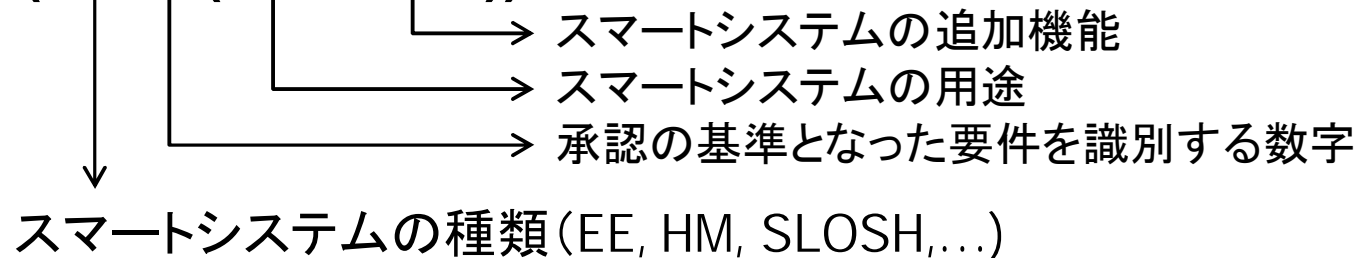 スマートシステムの追加機能
スマートシステムの用途
承認の基準となった要件を識別する数字
スマートシステムの種類(EE, HM, SLOSH,…)